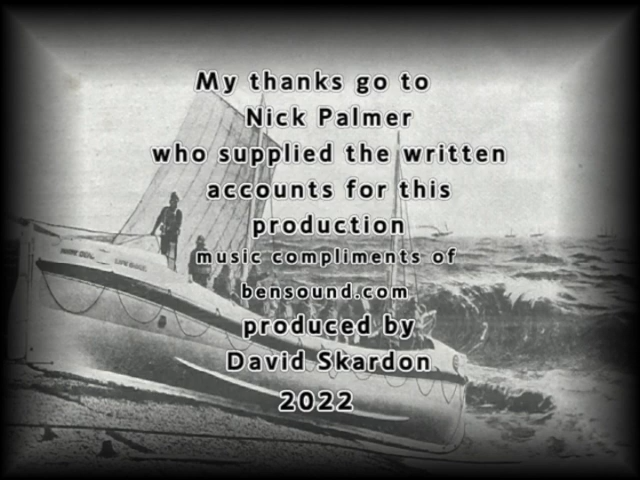 My thanks go to
Nick Palmer
who supplied the written
accounts for this
production
music compliments of
bensound.com
produced by
David Skardon
2022